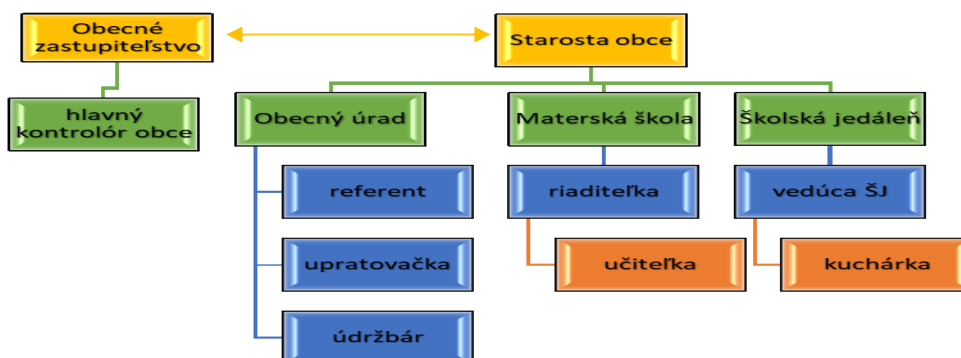 Obecné
zastupiteľstvo
Starosta obce
hlavný
kontrolór obce
Obecný úrad
Materská škola
Školská jedáleň
referent
riaditeľka
vedúca ŠJ
upratovačka
učiteľka
kuchárka
údržbár